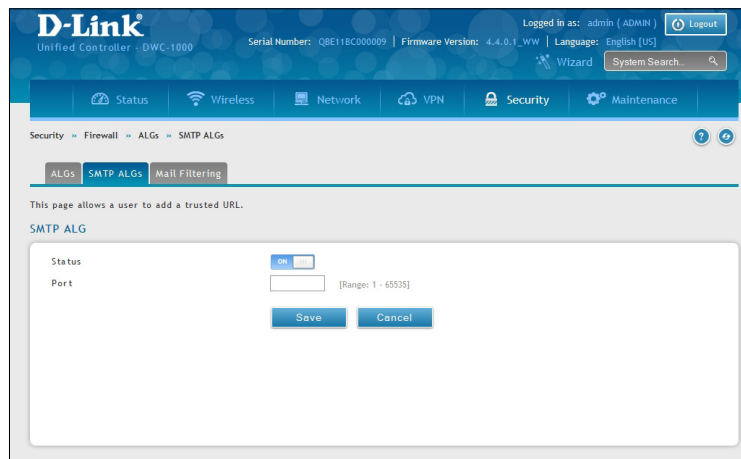 D-Link®
Unified Controller - DWC-1000
Logged in as: admin ( ADMIN ) Logout
Serial Number: QBE11BC000009 | Firmware Version: 4.4.0.1_WW | Language: English [US]
Wizard System Search...
Status Wireless Network VPN Security Maintenance
Security » Firewall » ALGs » SMTP ALGs
ALGs SMTP ALGs Mail Filtering
This page allows a user to add a trusted URL.
SMTP ALG
Status ON
Port [Range: 1 - 65535]
Save Cancel